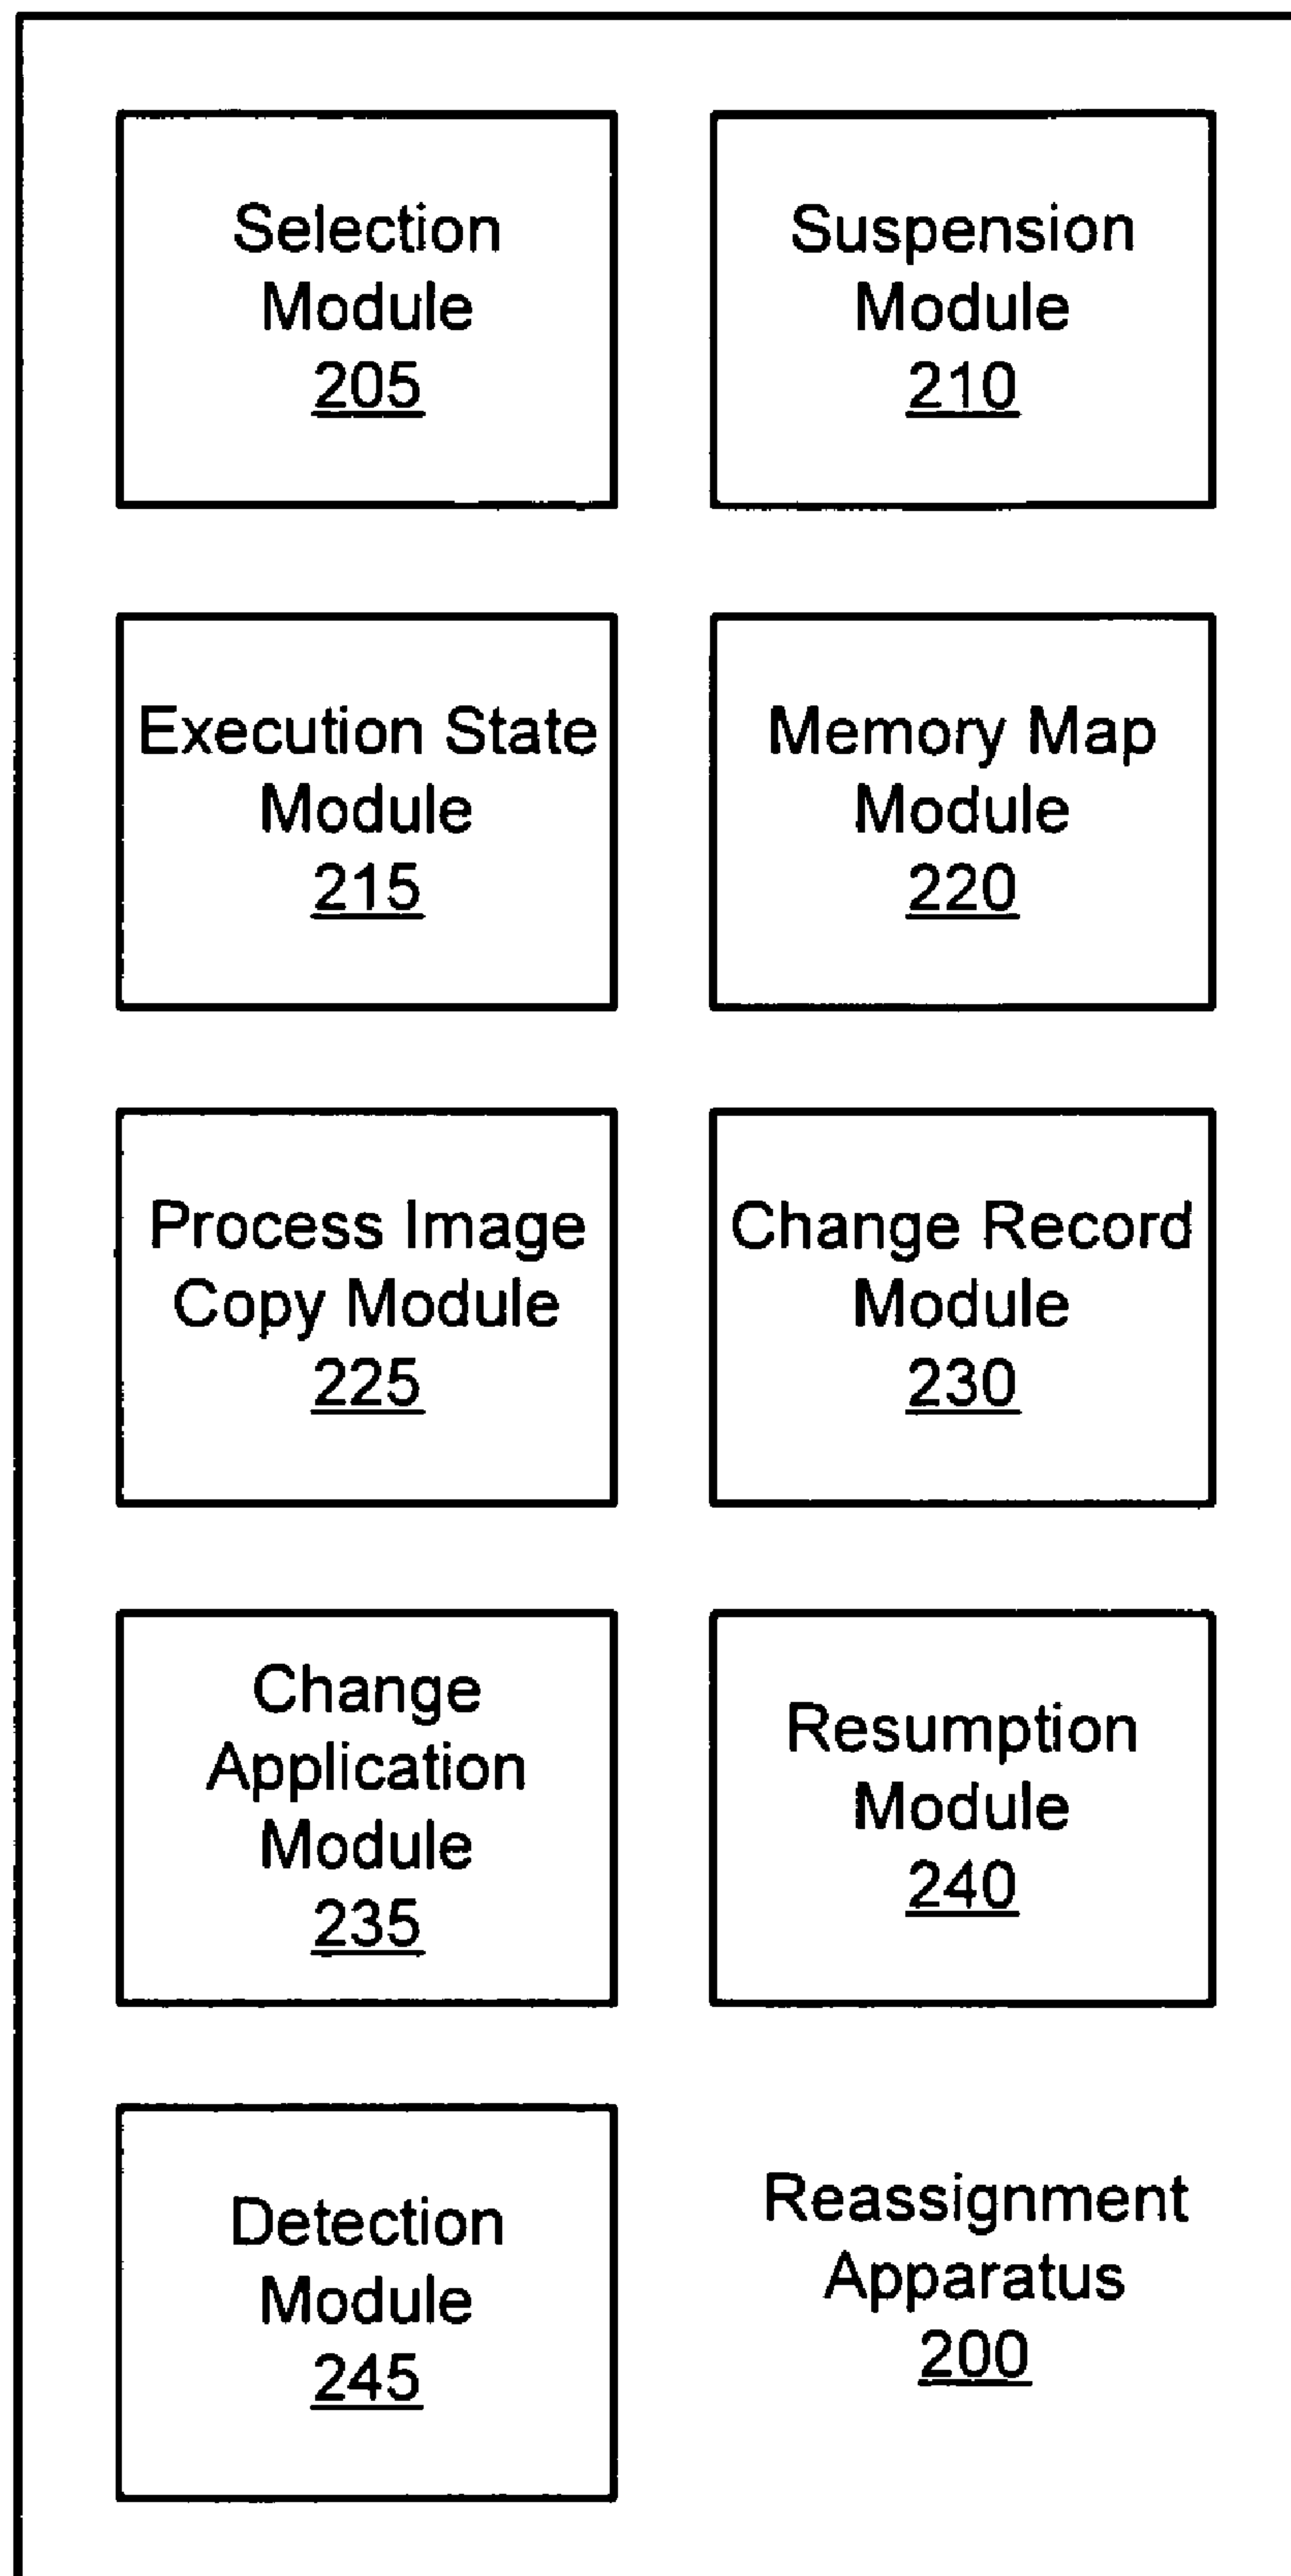 Selection
Module
205
Suspension
Module
210
Execution State
Module
215
Memory Map
Module
220
Process Image
Copy Module
225
Change Record
Module
230
Change
Application
Module
235
Resumption
Module
240
Detection
Module
245
Reassignment
Apparatus
200